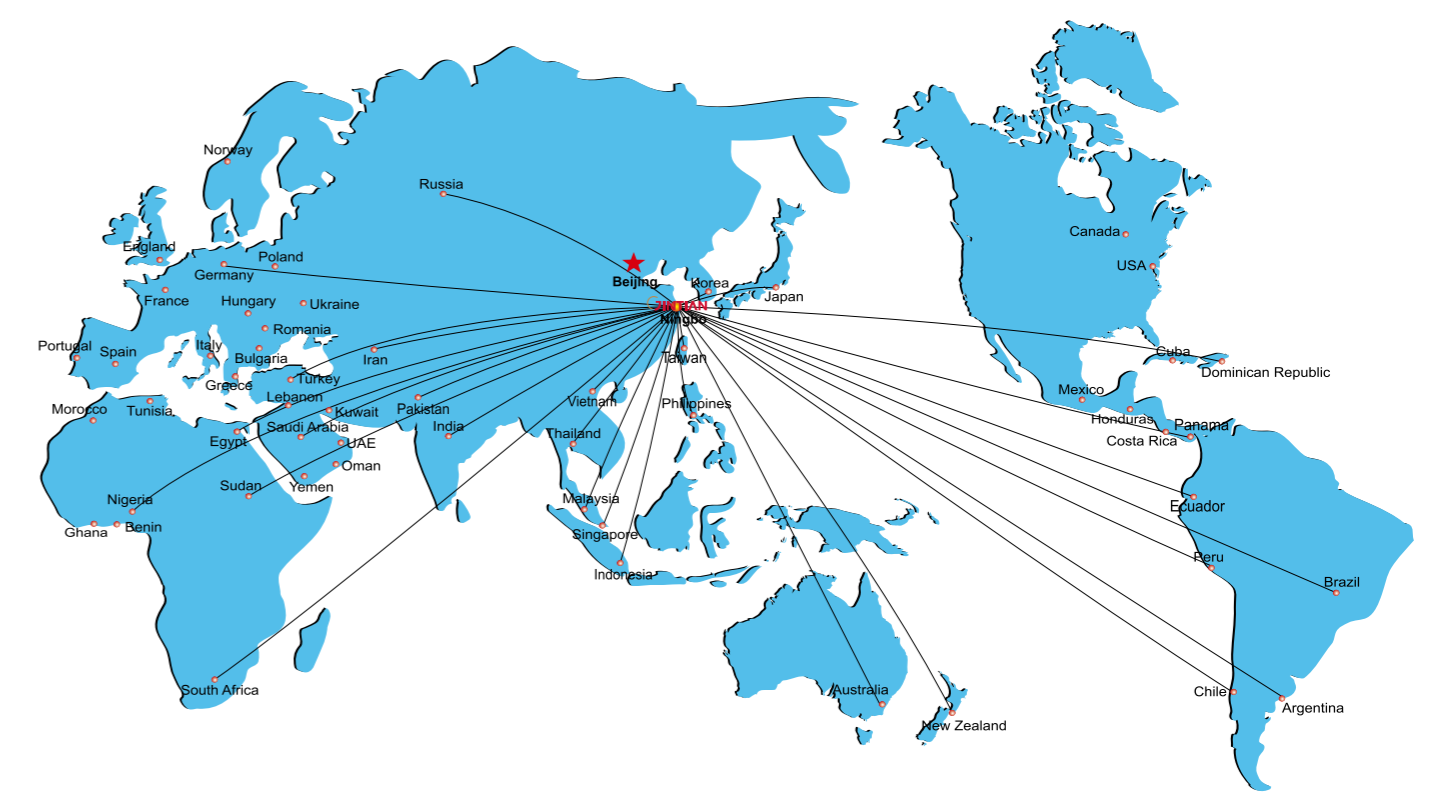 Norway
Russia
England
Poland
Germany
Canada
USA
Beijing
Korea
Japan
France
Hungary
Ukraine
JINTIAN
Ningbo
Romania
Portugal
Spain
Italy
Bulgaria
Iran
Taiwan
Cuba
Dominican Republic
Greece
Turkey
Lebanon
Morocco
Tunisia
Kuwait
Pakistan
Vietnam
Philippines
Mexico
Honduras
Panama
Egypt
Saudi Arabia
UAE
India
Thailand
Costa Rica
Oman
Sudan
Yemen
Nigeria
Malaysia
Ecuador
Ghana
Benin
Singapore
Peru
Indonesia
Brazil
South Africa
Australia
Chile
Argentina
New Zealand